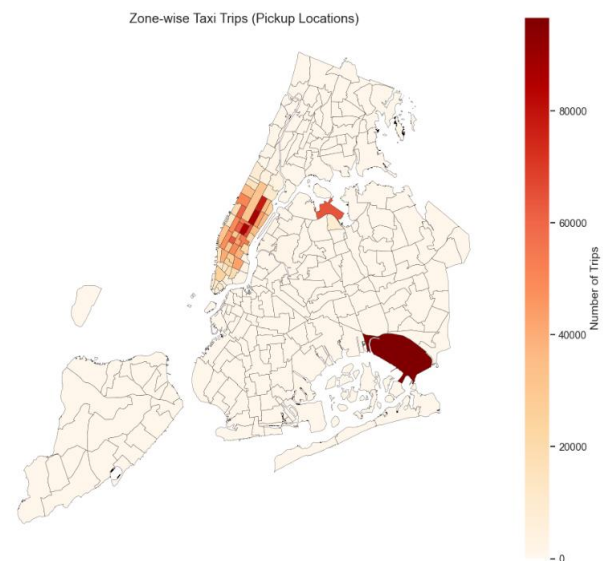 Zone-wise Taxi Trips (Pickup Locations)
80000
60000
40000
20000
0
Number of Trips